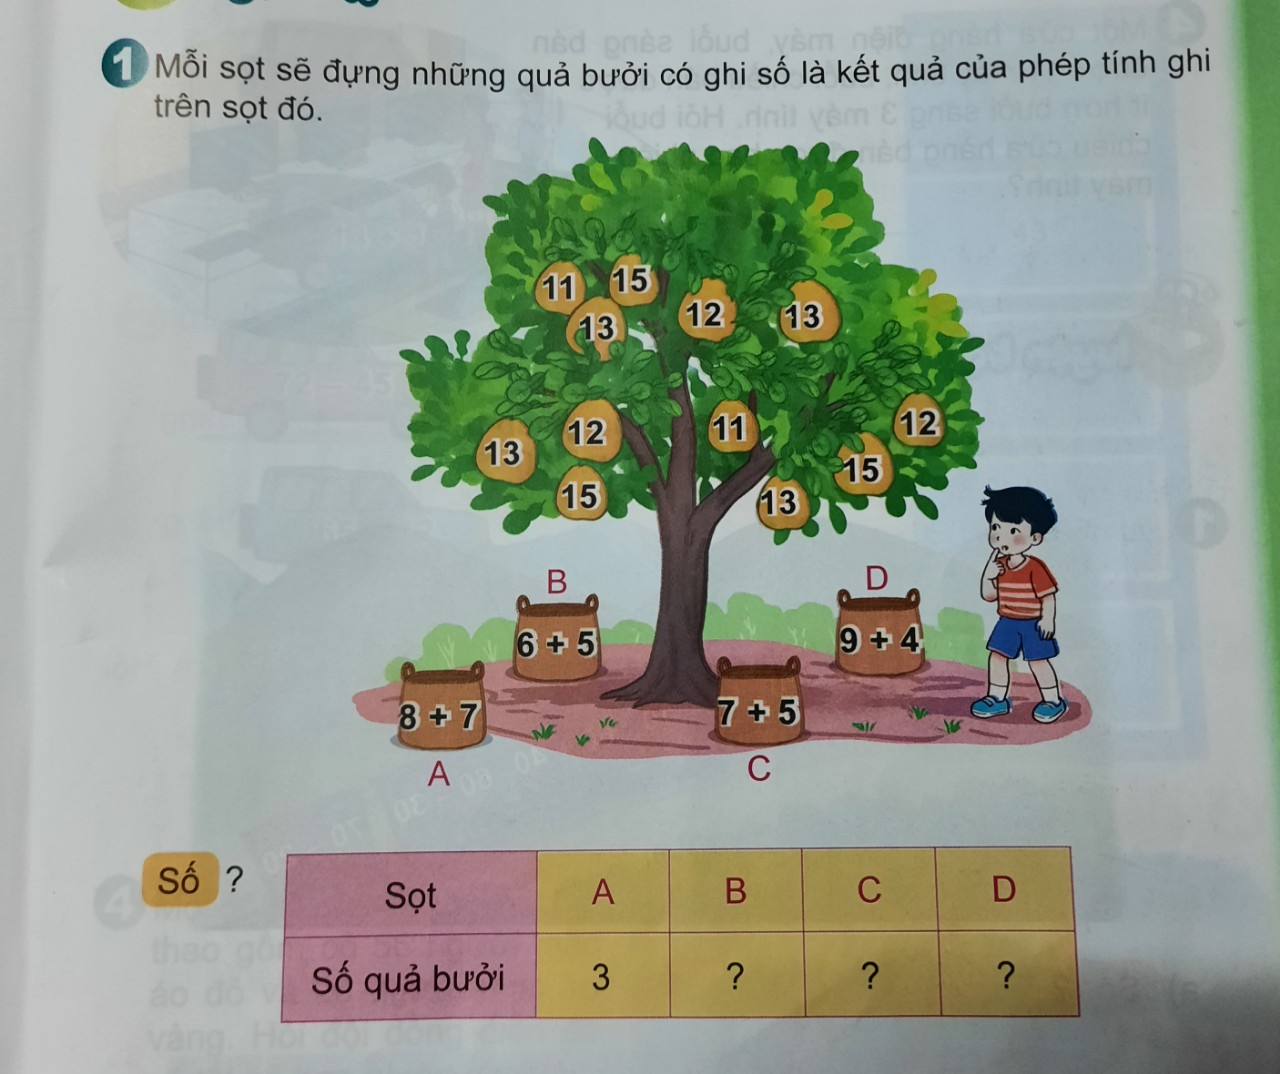 1 Mỗi sọt sẽ đựng những quả bưởi có ghi số là kết quả của phép tính ghi
trên sọt đó.
11 15
13 12 13
13 12 11 12
15 13 15
B D
6 + 5 9 + 4
8 + 7 7 + 5
A C
Số ?
Sọt A B C D
Số quả bưởi 3 ? ? ?